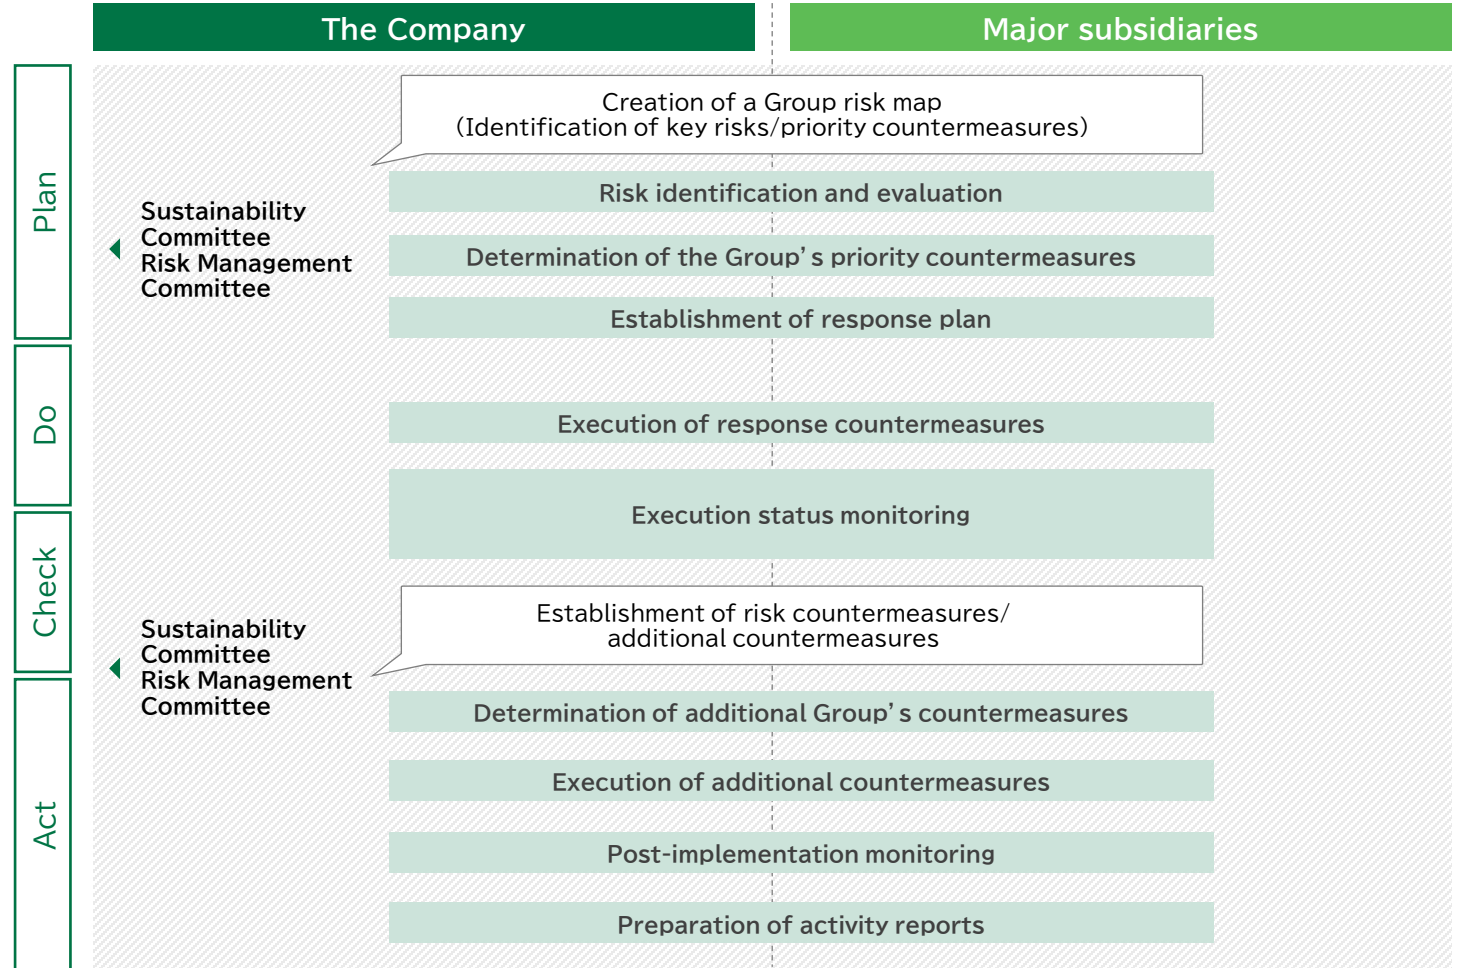 The Company
Major subsidiaries
Plan
Creation of a Group risk map
(Identification of key risks/priority countermeasures)
Risk identification and evaluation
Sustainability
Committee
Risk Management
Committee
Determination of the Group’s priority countermeasures
Establishment of response plan
Do
Execution of response countermeasures
Execution status monitoring
Check
Establishment of risk countermeasures/
additional countermeasures
Sustainability
Committee
Risk Management
Committee
Act
Determination of additional Group’s countermeasures
Execution of additional countermeasures
Post-implementation monitoring
Preparation of activity reports